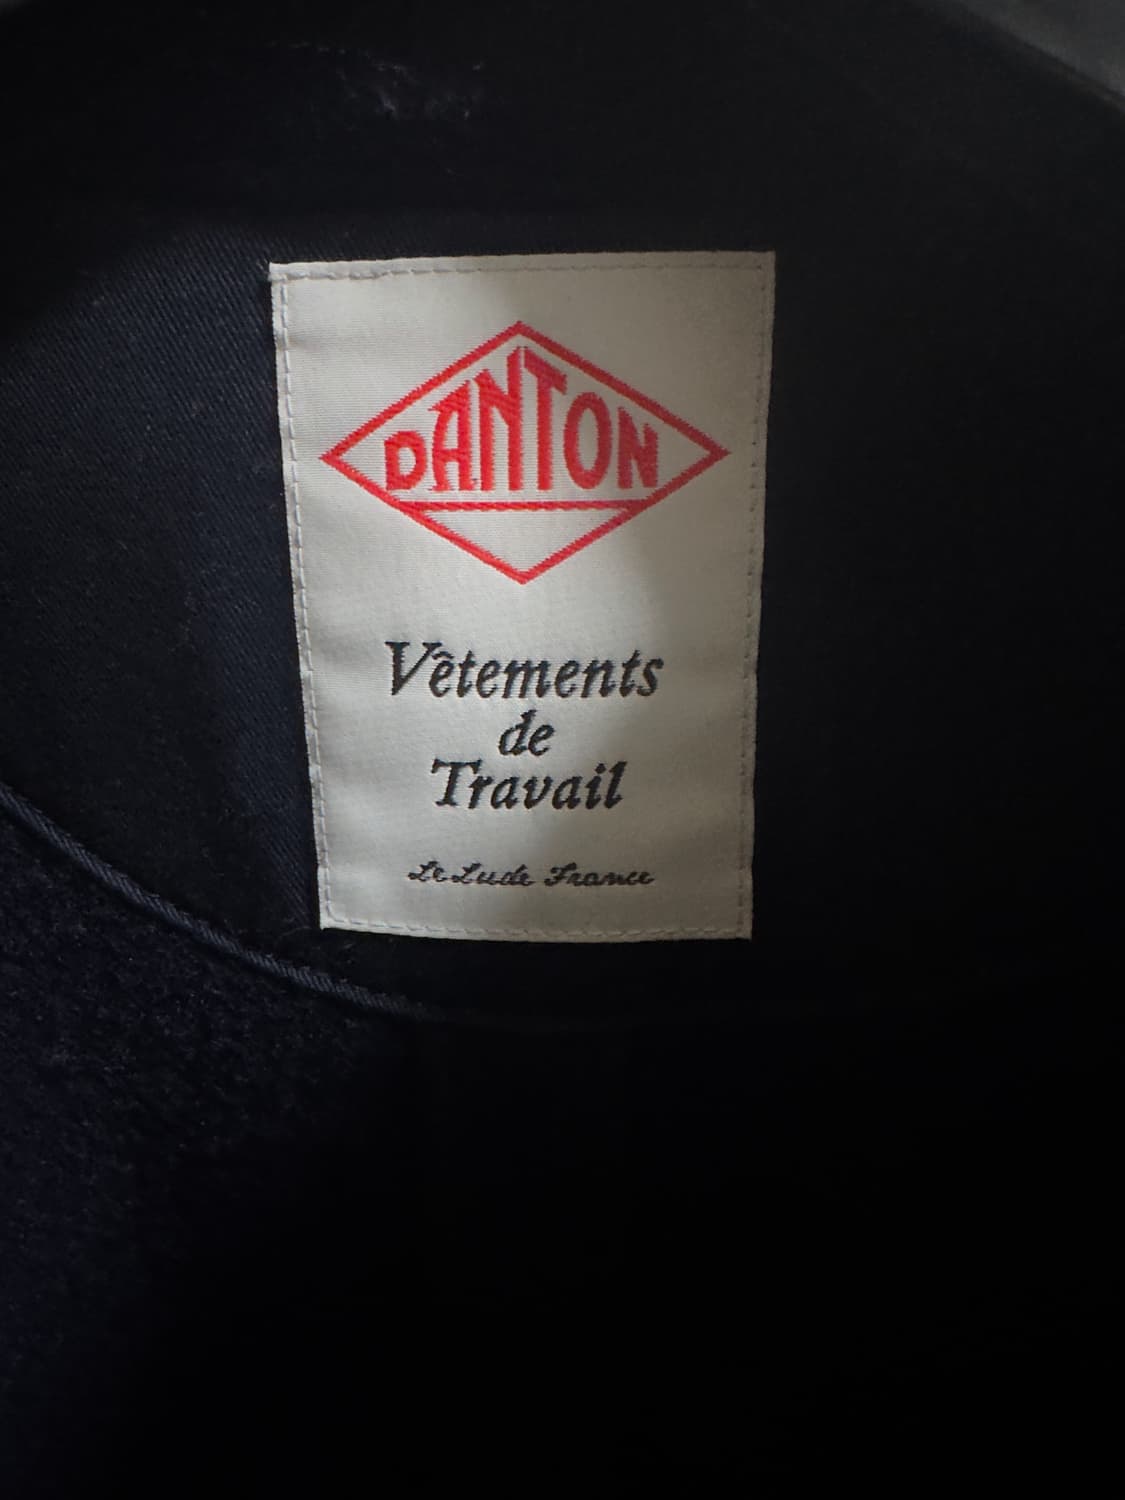 DANTON
Vêtements
de
Travail
Le Lude France